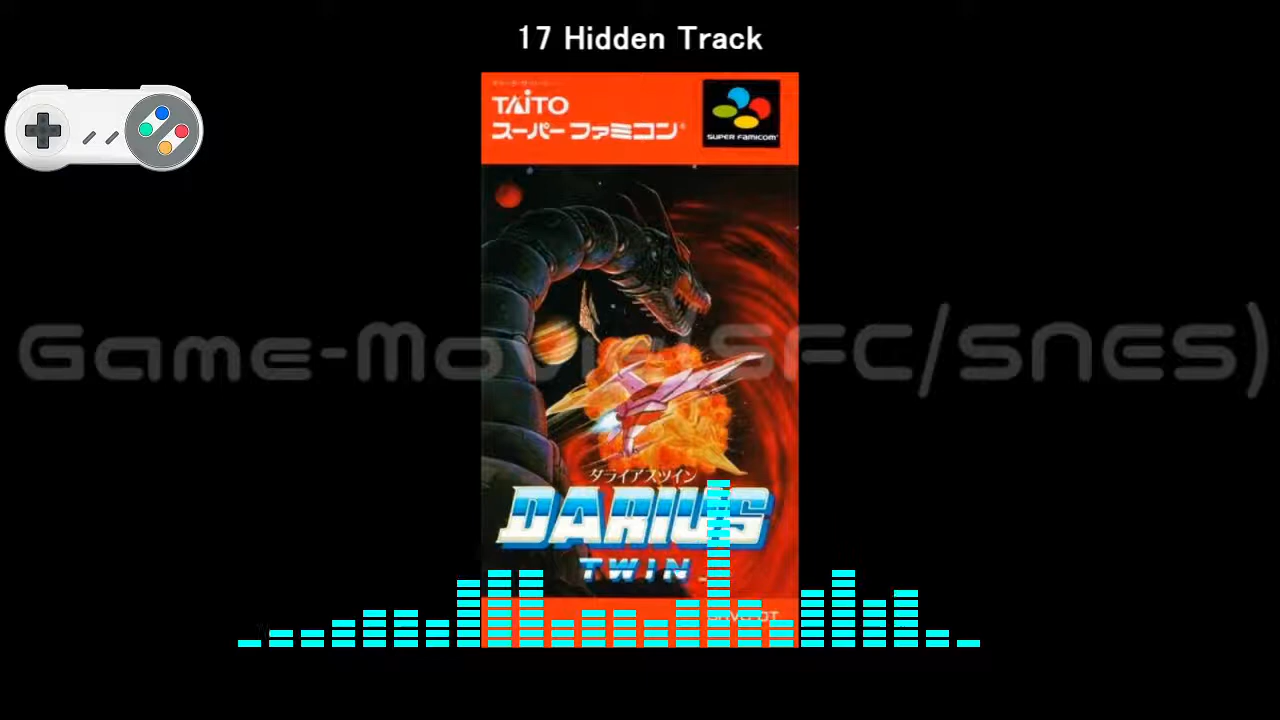 17 Hidden Track
TAITO
スーパーファミコン
SUPER FAMICOM
Game-Movie(SFC/SNES)
ダライアスツイン
DARIUS
TWIN